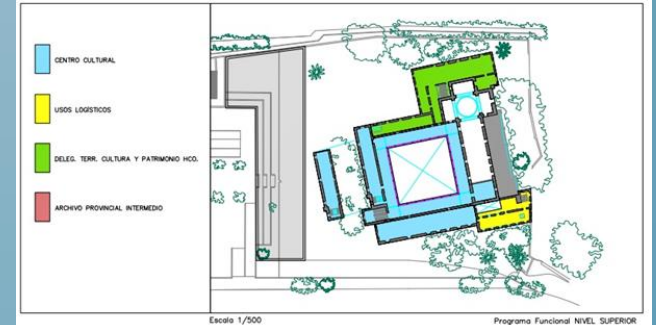 CENTRO CULTURAL
USOS LOGÍSTICOS
DELEG. TERR. CULTURA Y PATRIMONIO HCO.
ARCHIVO PROVINCIAL INTERMEDIO
Escala 1/500
Programa Funcional NIVEL SUPERIOR